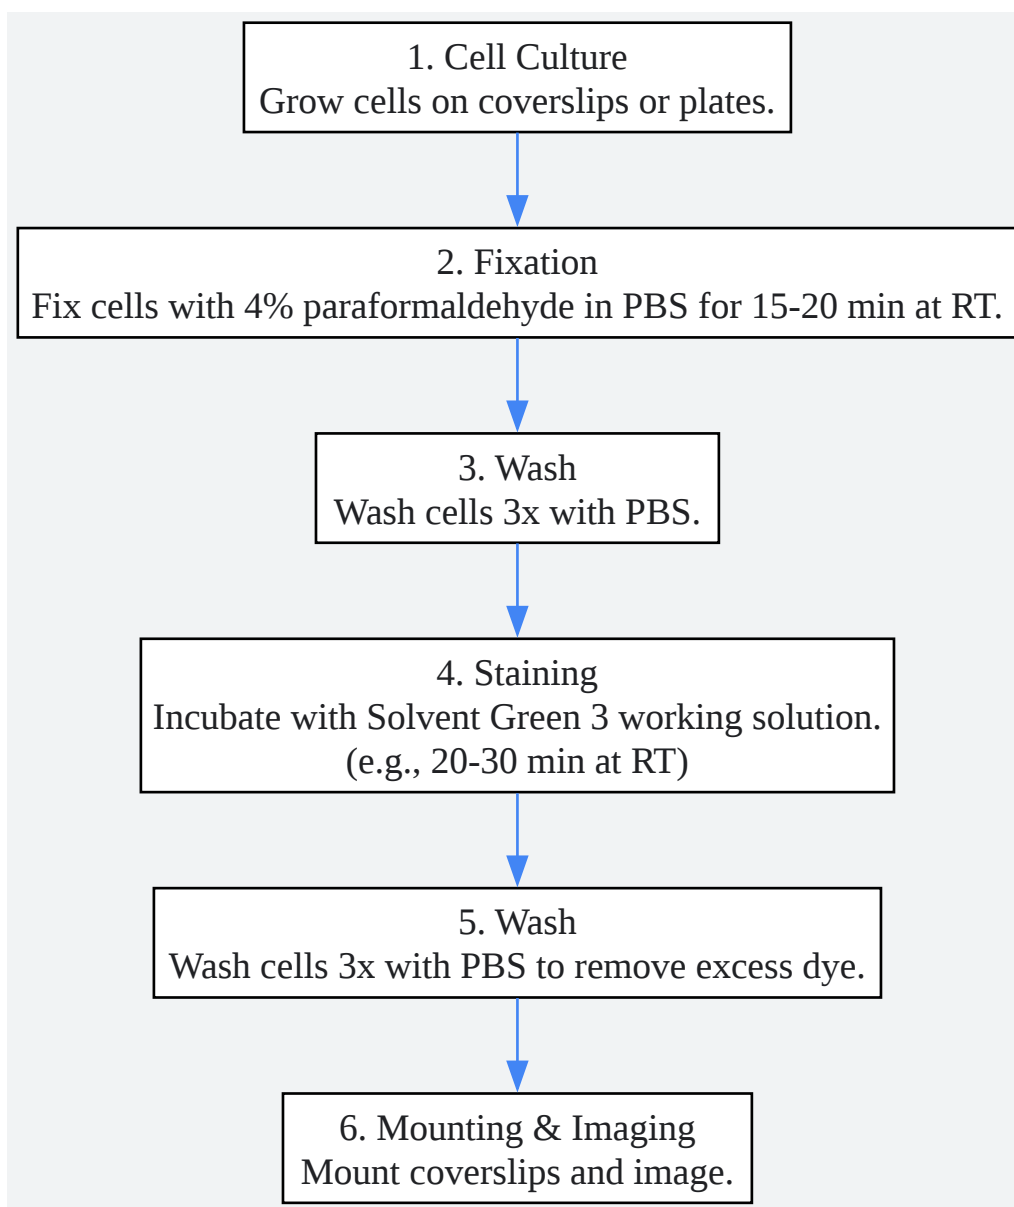 1. Cell Culture
Grow cells on coverslips or plates.
2. Fixation
Fix cells with 4% paraformaldehyde in PBS for 15-20 min at RT.
3. Wash
Wash cells 3x with PBS.
4. Staining
Incubate with Solvent Green 3 working solution.
(e.g., 20-30 min at RT)
5. Wash
Wash cells 3x with PBS to remove excess dye.
6. Mounting & Imaging
Mount coverslips and image.